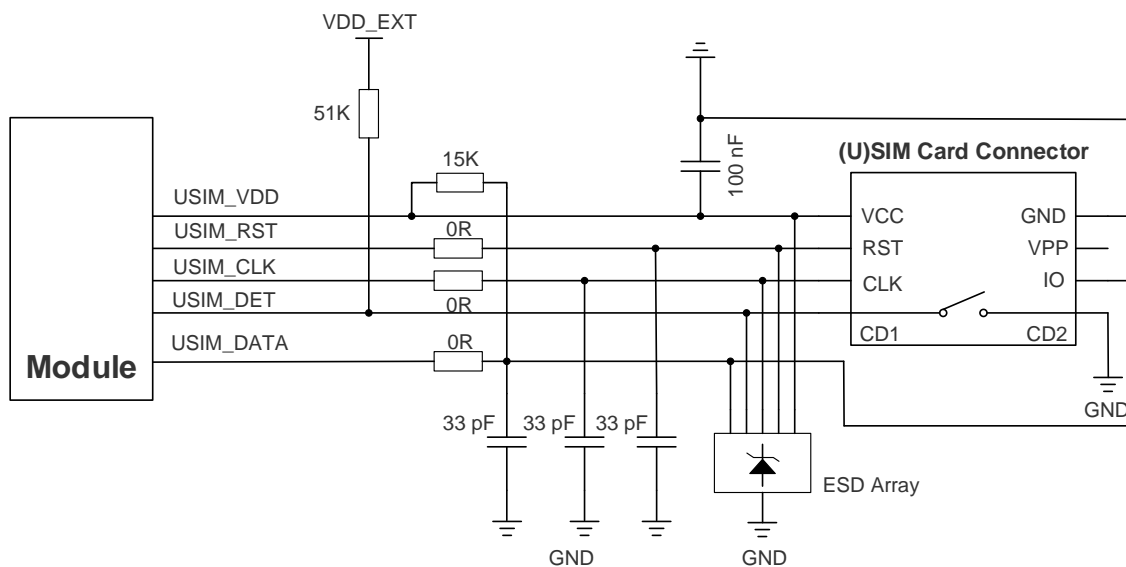 VDD_EXT
51K
15K
100 nF
(U)SIM Card Connector
USIM_VDD
VCC
GND
USIM_RST
0R
RST
VPP
USIM_CLK
CLK
IO
USIM_DET
0R
CD1
CD2
USIM_DATA
0R
Module
GND
33 pF
33 pF
33 pF
ESD Array
GND
GND